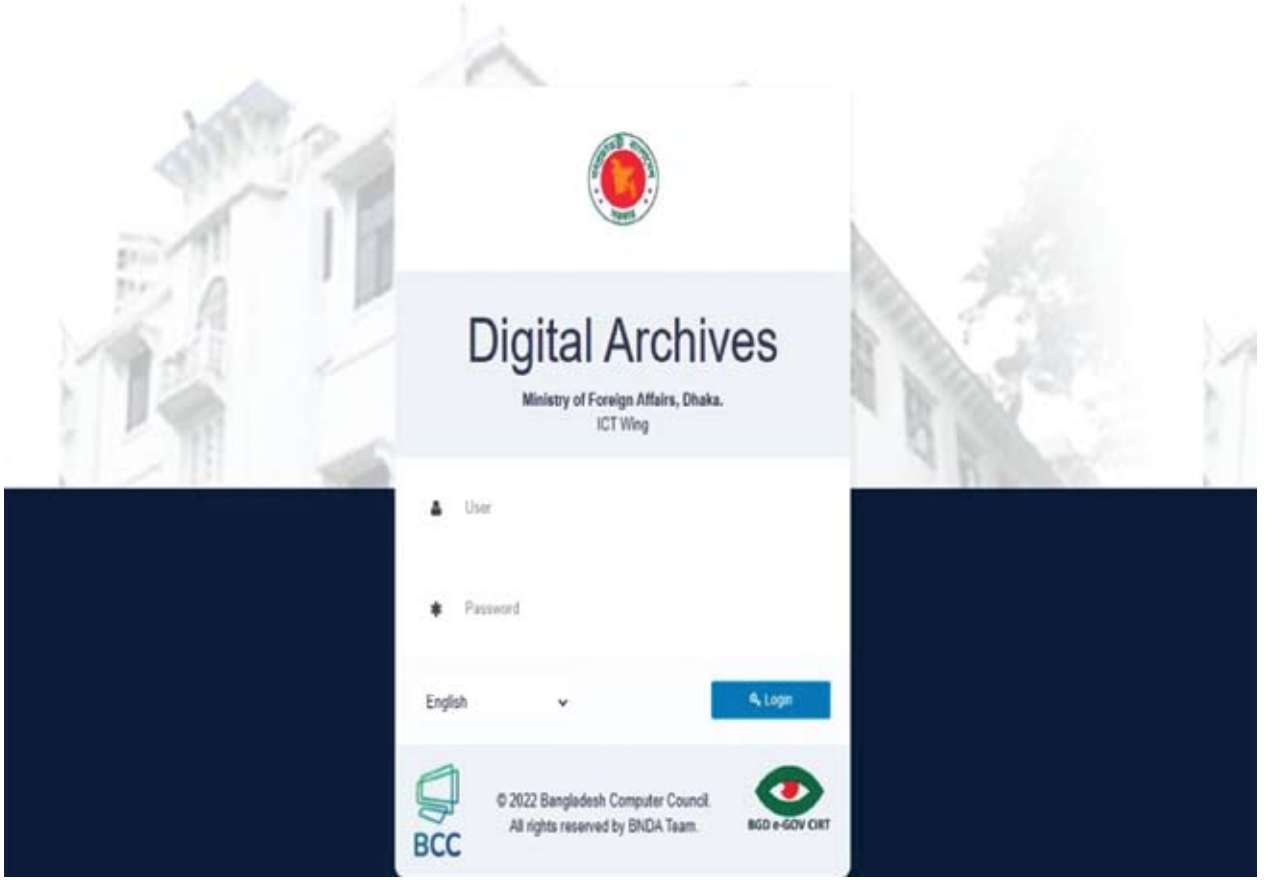 Digital Archives
Ministry of Foreign Affairs, Dhaka.
ICT Wing
User
Password
English
Login
© 2022 Bangladesh Computer Council.
All rights reserved by BNDA Team.
BCC
BGD e-GOV CIRT